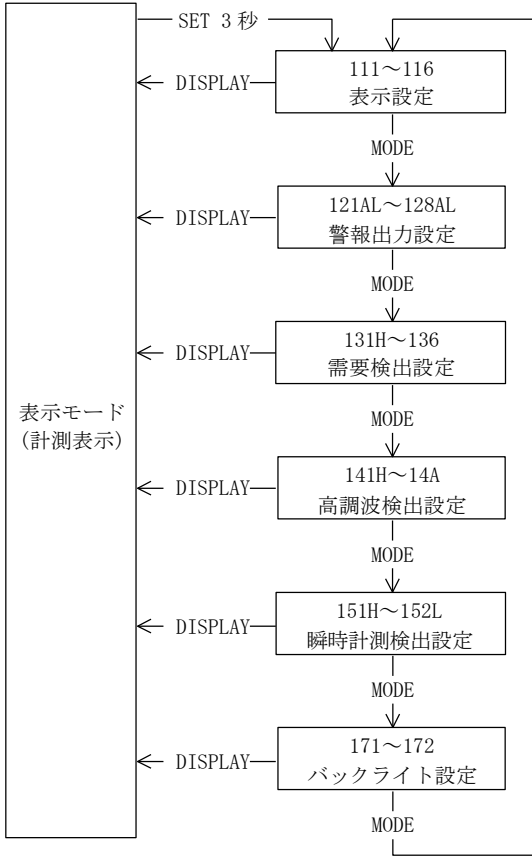 SET 3秒
111～116
表示設定
DISPLAY
MODE
121AL～128AL
警報出力設定
DISPLAY
MODE
131H～136
需要検出設定
DISPLAY
MODE
表示モード
(計測表示)
141H～14A
高調波検出設定
DISPLAY
MODE
151H～152L
瞬時計測検出設定
DISPLAY
MODE
171～172
バックライト設定
DISPLAY
MODE